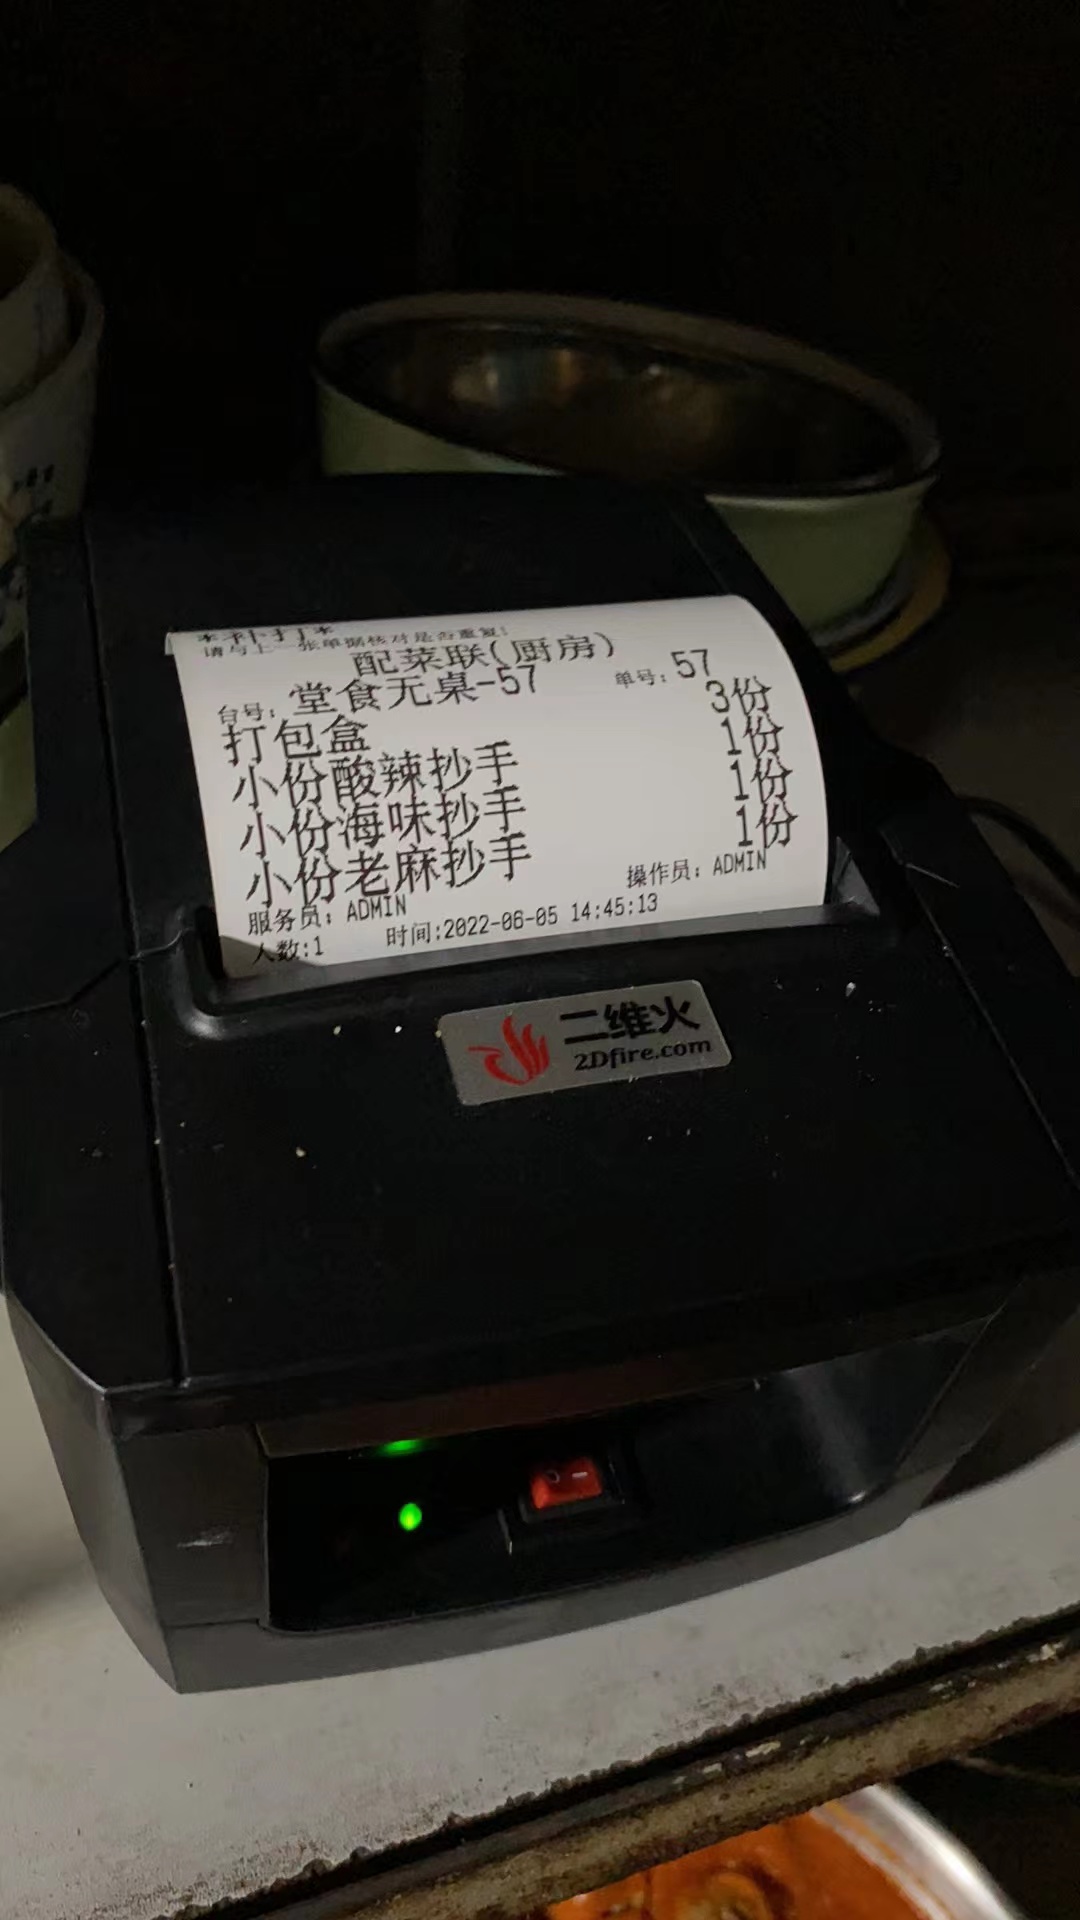 *补打*
请与上一张单据核对是否重复!
配菜联(厨房)
台号: 堂食无桌-57 单号: 57
打包盒 3份
小份酸辣抄手 1份
小份海味抄手 1份
小份老麻抄手 1份
服务员: ADMIN 操作员: ADMIN
人数:1 时间:2022-06-05 14:45:13
二维火
2Dfire.com